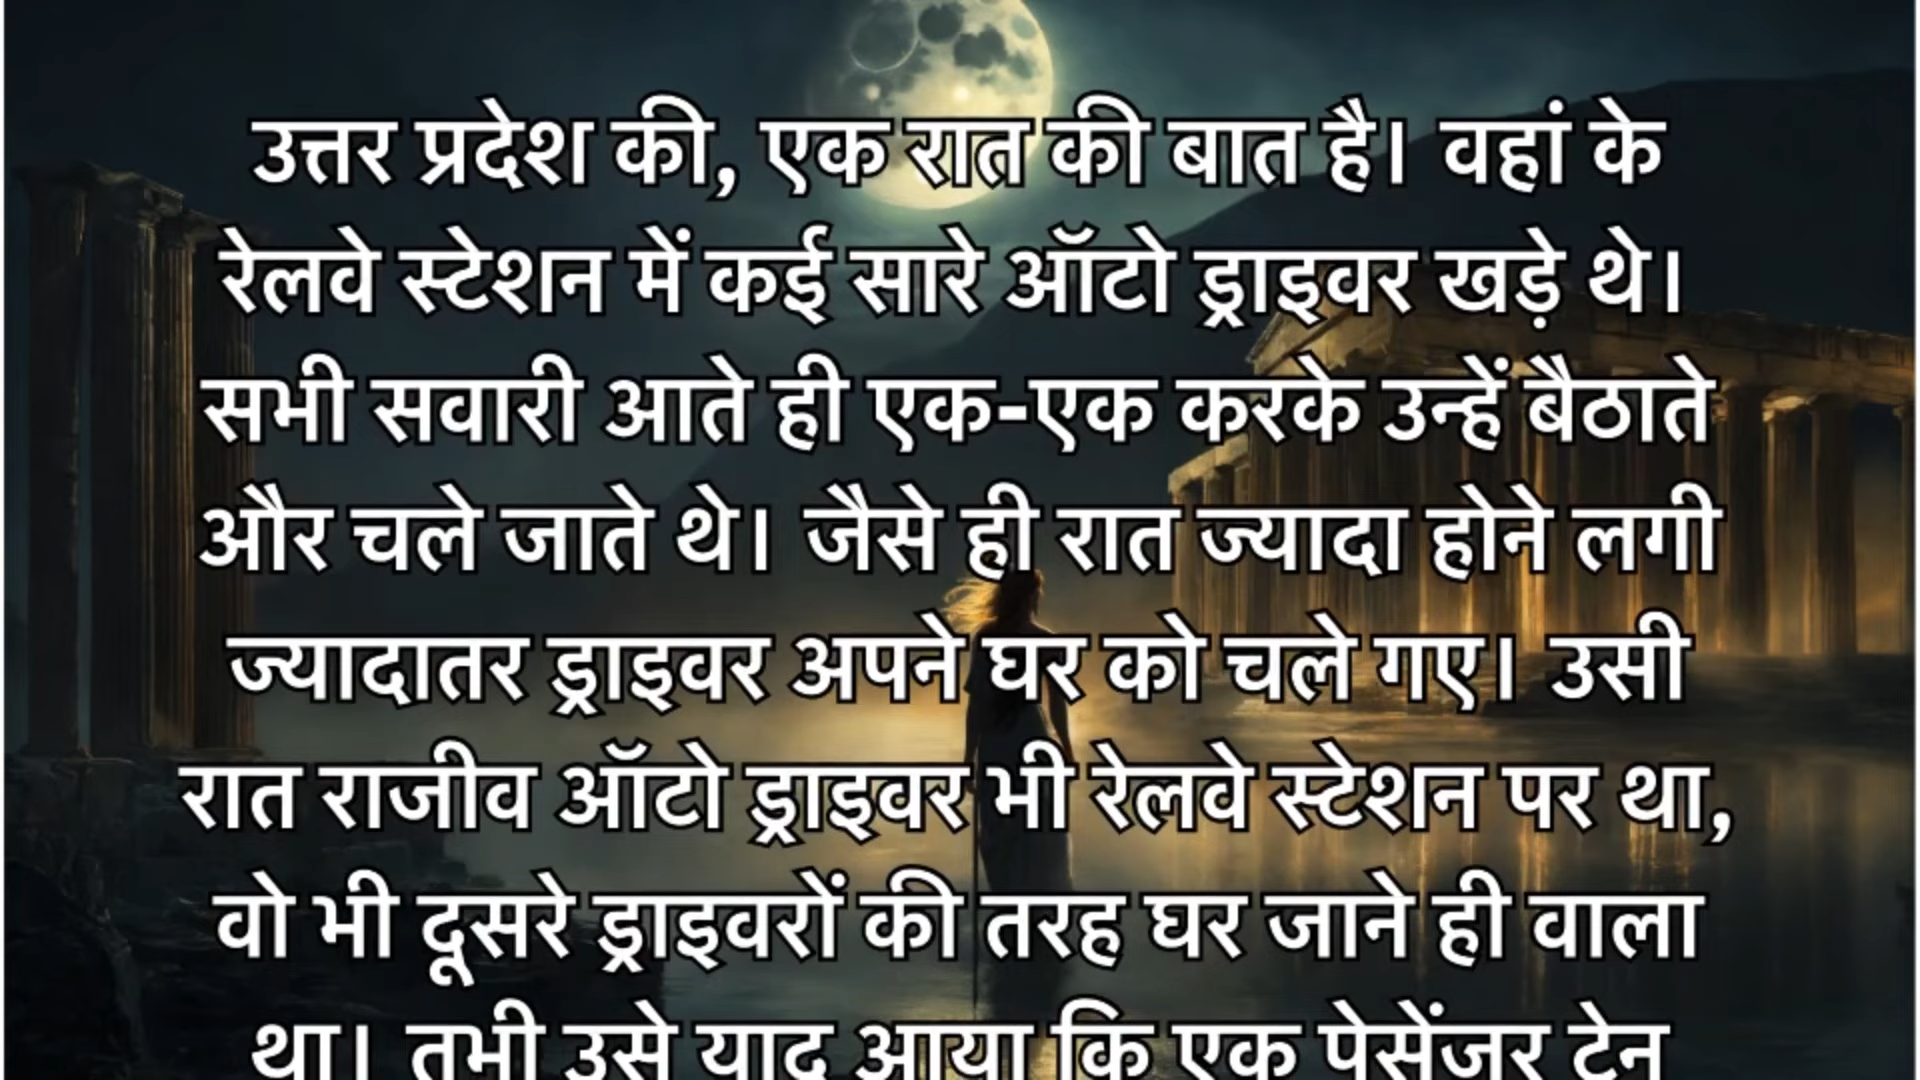 उत्तर प्रदेश की, एक रात की बात है। वहां के
रेलवे स्टेशन में कई सारे ऑटो ड्राइवर खड़े थे।
सभी सवारी आते ही एक-एक करके उन्हें बैठाते
और चले जाते थे। जैसे ही रात ज्यादा होने लगी
ज्यादातर ड्राइवर अपने घर को चले गए। उसी
रात राजीव ऑटो ड्राइवर भी रेलवे स्टेशन पर था,
वो भी दूसरे ड्राइवरों की तरह घर जाने ही वाला
था। तभी उसे याद आया कि एक पेसेंजर ट्रेन